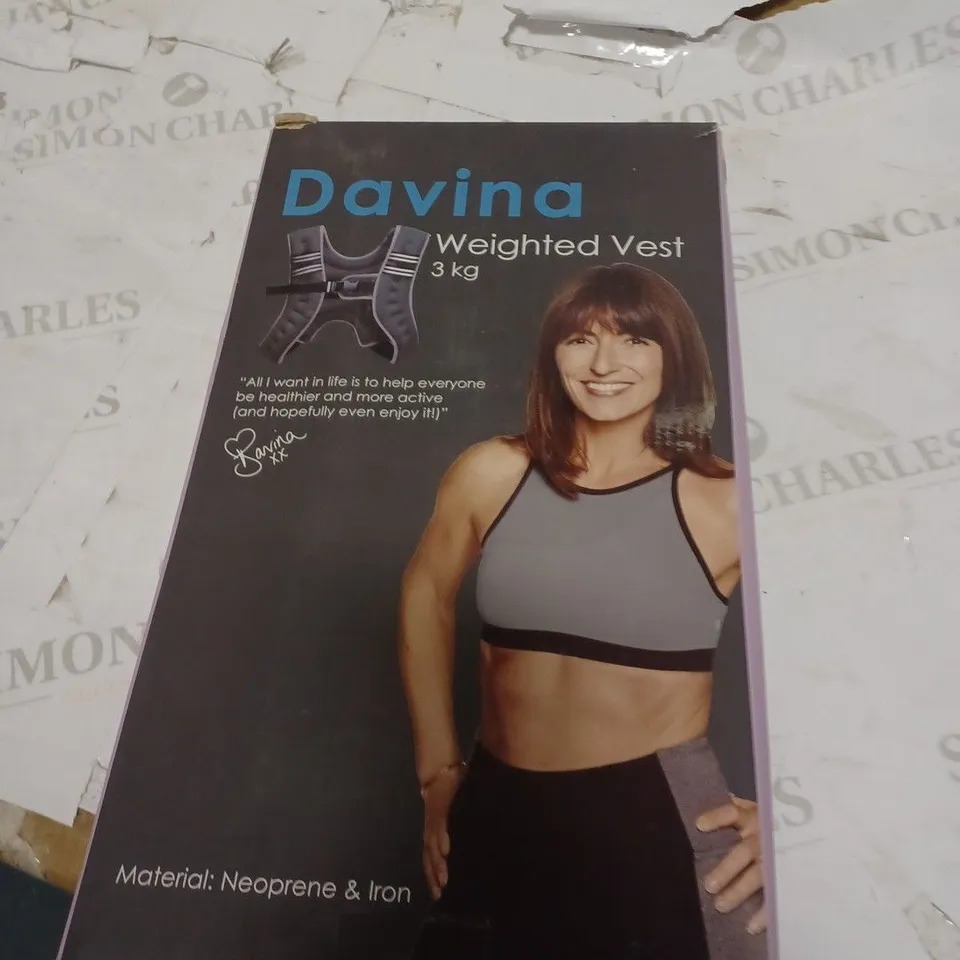 SIMON CHARLES
SIMON CHARLES
Davina
Weighted Vest
3 kg
SIMON CHARLES
ARLES
"All I want in life is to help everyone
be healthier and more active
(and hopefully even enjoy it!)"
Davina
xx
CHARLES
Material: Neoprene & Iron